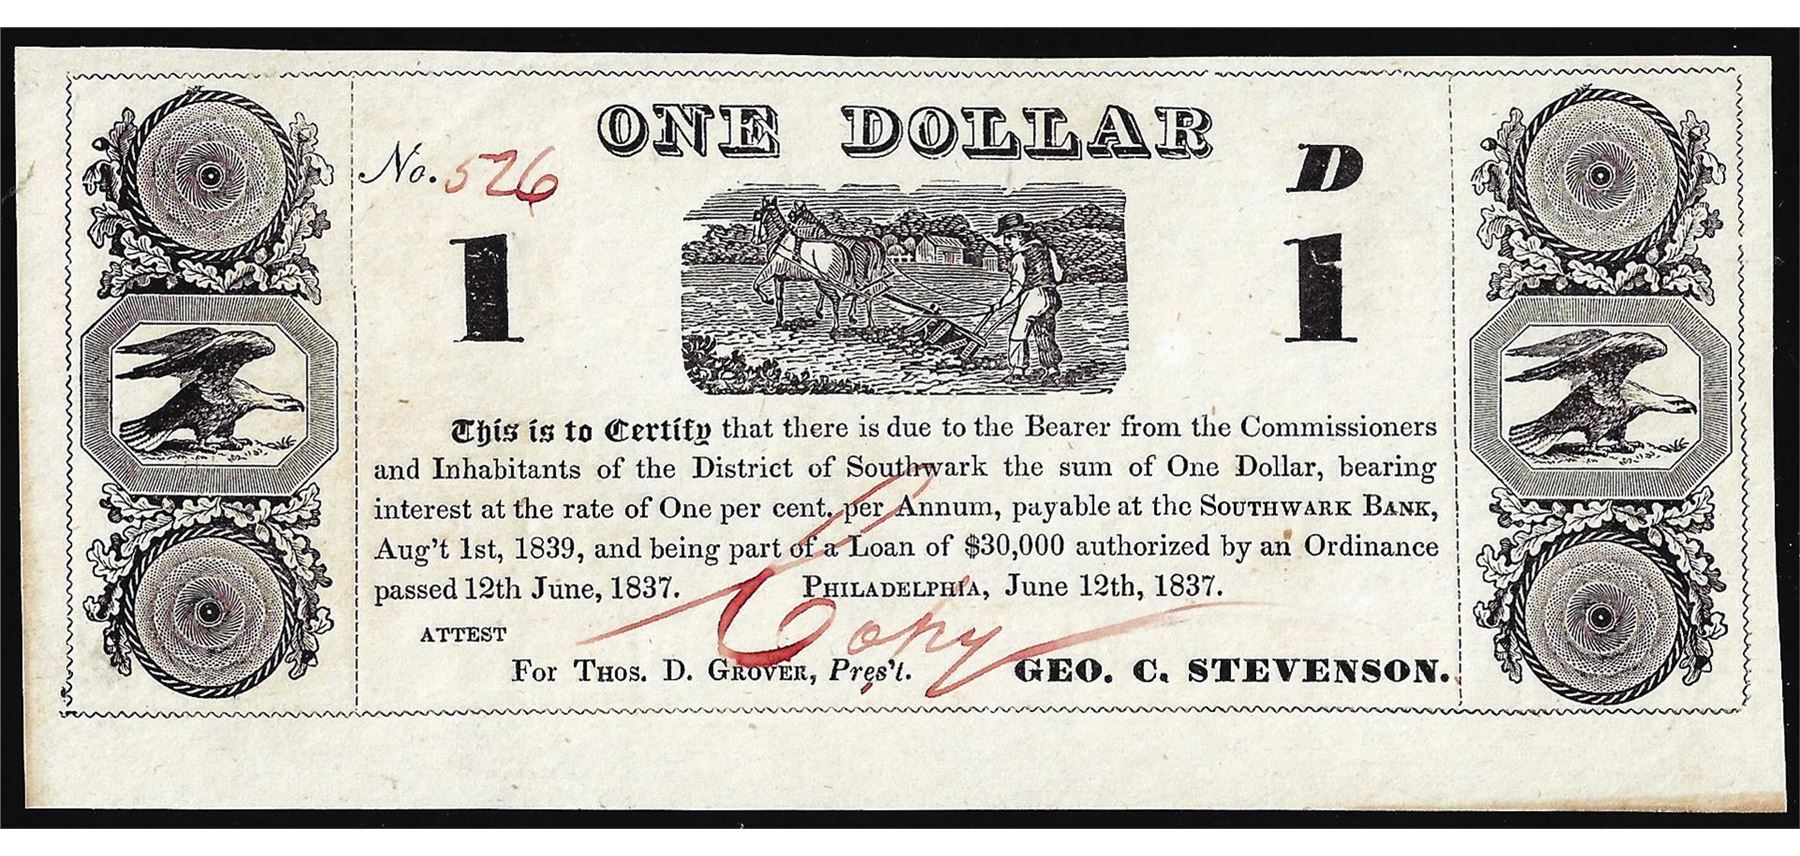 ONE DOLLAR
No. 526
D
1 1
This is to Certify that there is due to the Bearer from the Commissioners
and Inhabitants of the District of Southwark the sum of One Dollar, bearing
interest at the rate of One per cent. per Annum, payable at the SOUTHWARK BANK,
Aug't 1st, 1839, and being part of a Loan of $30,000 authorized by an Ordinance
passed 12th June, 1837. PHILADELPHIA, June 12th, 1837.
Copy
ATTEST
For THOS. D. GROVER, Pres't. GEO. C. STEVENSON.